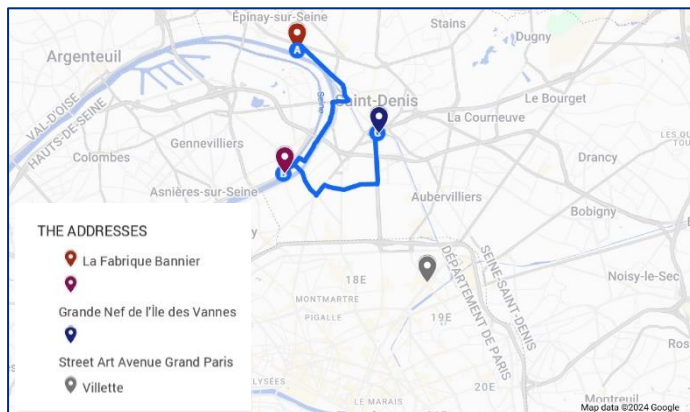 Épinay-sur-Seine
Stains
Dugny
Argenteuil
A
Saint-Denis
Seine
Le Bourget
VAL-D'OISE
HAUTS-DE-SEINE
La Courneuve
Gennevilliers
Colombes
Drancy
Asnières-sur-Seine
Aubervilliers
Bobigny
THE ADDRESSES
La Fabrique Bannier
Grande Nef de l'Île des Vannes
Street Art Avenue Grand Paris
Villette
SEINE-SAINT-DENIS
DÉPARTEMENT DE PARIS
Noisy-le-Sec
18E
MONTMARTRE
PIGALLE
19E
20E
LE MARAIS
Montreuil
Map data ©2024 Google